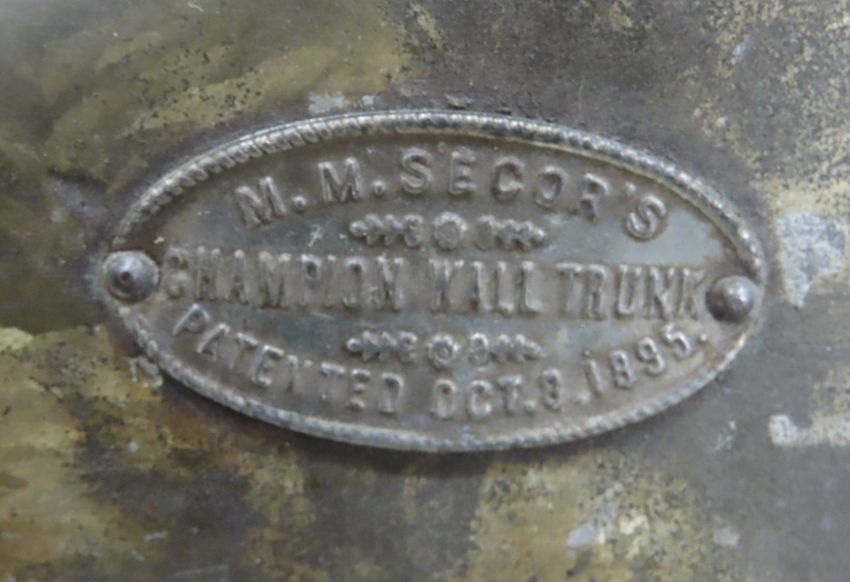 M. M. SECOR'S
CHAMPION WALL TRUNK
PATENTED OCT. 8. 1895.